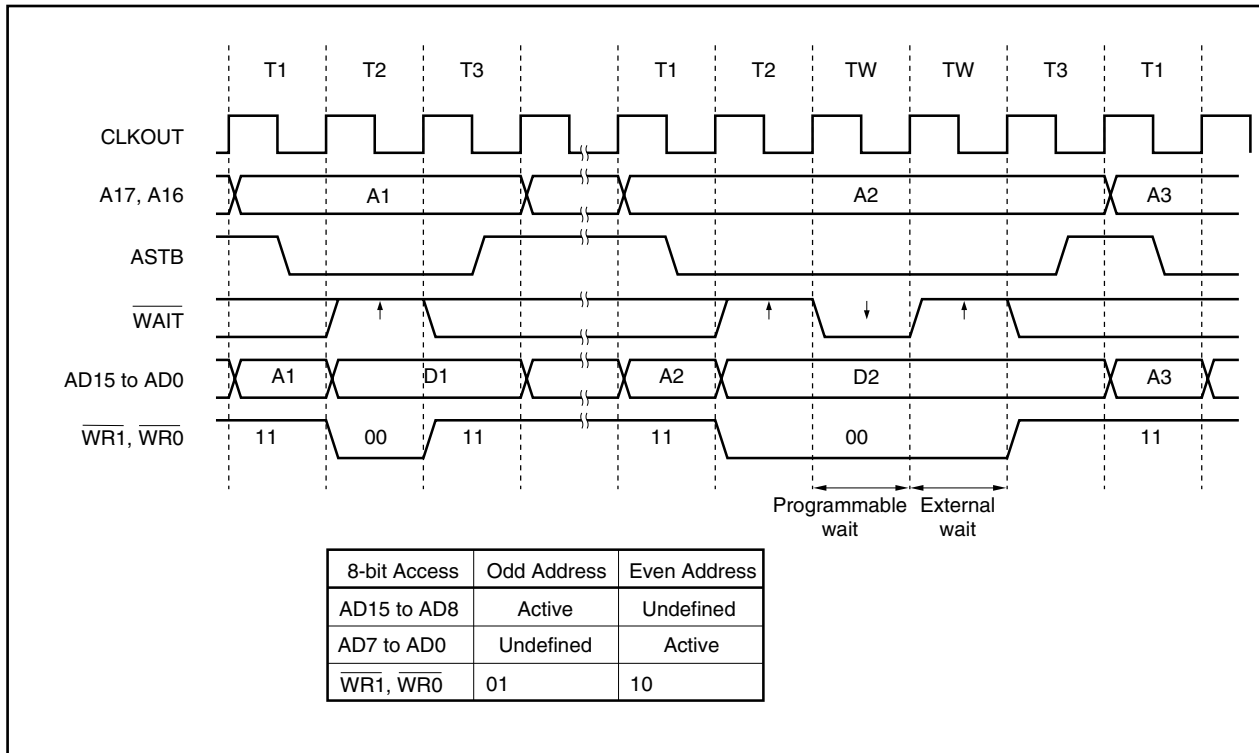 T1 T2 T3 T1 T2 TW TW T3 T1
CLKOUT
A17, A16 A1 A2 A3
ASTB
WAIT
AD15 to AD0 A1 D1 A2 D2 A3
WR1, WR0 11 00 11 11 00 11
Programmable wait
External wait
8-bit Access Odd Address Even Address
AD15 to AD8 Active Undefined
AD7 to AD0 Undefined Active
WR1, WR0 01 10